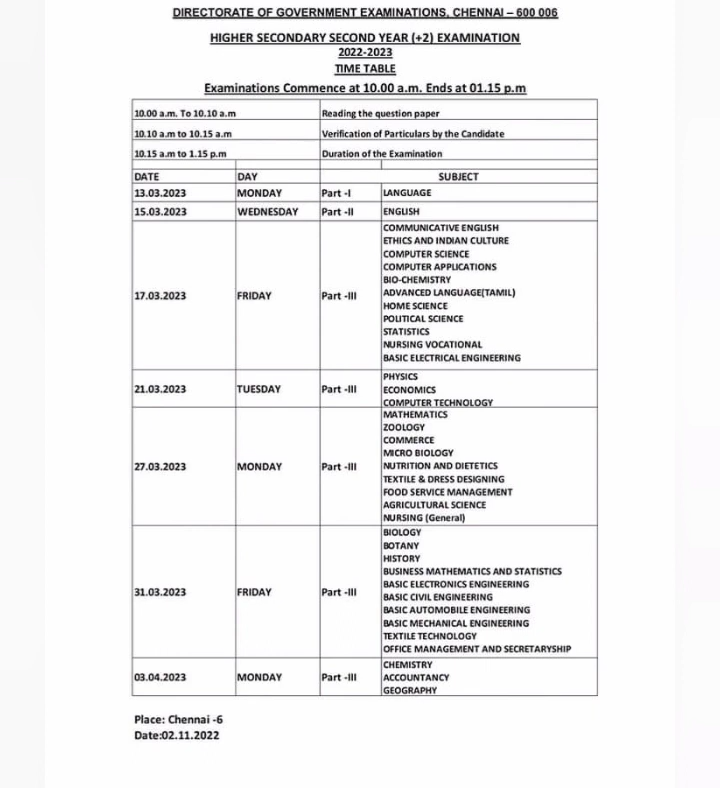 DIRECTORATE OF GOVERNMENT EXAMINATIONS, CHENNAI – 600 006
HIGHER SECONDARY SECOND YEAR (+2) EXAMINATION
2022-2023
TIME TABLE
Examinations Commence at 10.00 a.m. Ends at 01.15 p.m
10.00 a.m. To 10.10 a.m Reading the question paper
10.10 a.m to 10.15 a.m Verification of Particulars by the Candidate
10.15 a.m to 1.15 p.m Duration of the Examination
DATE DAY SUBJECT
13.03.2023 MONDAY Part -I LANGUAGE
15.03.2023 WEDNESDAY Part -II ENGLISH
COMMUNICATIVE ENGLISH
ETHICS AND INDIAN CULTURE
COMPUTER SCIENCE
COMPUTER APPLICATIONS
BIO-CHEMISTRY
ADVANCED LANGUAGE(TAMIL)
17.03.2023 FRIDAY Part -III
HOME SCIENCE
POLITICAL SCIENCE
STATISTICS
NURSING VOCATIONAL
BASIC ELECTRICAL ENGINEERING
PHYSICS
21.03.2023 TUESDAY Part -III ECONOMICS
COMPUTER TECHNOLOGY
MATHEMATICS
ZOOLOGY
COMMERCE
MICRO BIOLOGY
27.03.2023 MONDAY Part -III NUTRITION AND DIETETICS
TEXTILE & DRESS DESIGNING
FOOD SERVICE MANAGEMENT
AGRICULTURAL SCIENCE
NURSING (General)
BIOLOGY
BOTANY
HISTORY
BUSINESS MATHEMATICS AND STATISTICS
BASIC ELECTRONICS ENGINEERING
31.03.2023 FRIDAY Part -III BASIC CIVIL ENGINEERING
BASIC AUTOMOBILE ENGINEERING
BASIC MECHANICAL ENGINEERING
TEXTILE TECHNOLOGY
OFFICE MANAGEMENT AND SECRETARYSHIP
CHEMISTRY
03.04.2023 MONDAY Part -III ACCOUNTANCY
GEOGRAPHY
Place: Chennai -6
Date:02.11.2022